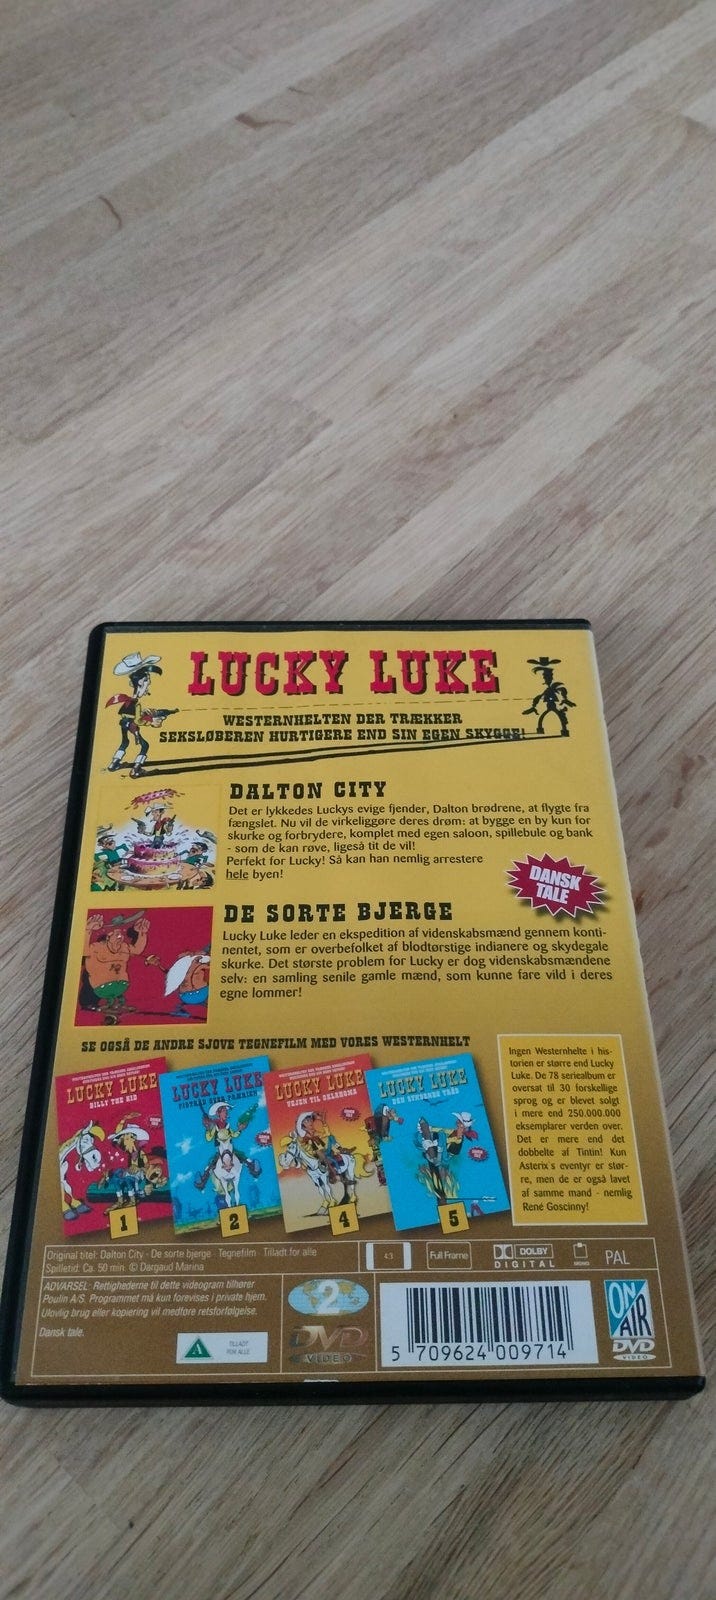 LUCKY LUKE
WESTERNHELTEN DER TRÆKKER
SEKSLØBEREN HURTIGERE END SIN EGEN SKYGGE!
DALTON CITY
Det er lykkedes Luckys evige fjender, Dalton brødrene, at flygte fra
fængslet. Nu vil de virkeliggøre deres drøm: at bygge en by kun for
skurke og forbrydere, komplet med egen saloon, spillebule og bank
- som de kan røve, ligeså tit de vil!
Perfekt for Lucky! Så kan han nemlig arrestere
hele byen!
DANSK
TALE
DE SORTE BJERGE
Lucky Luke leder en ekspedition af videnskabsmænd gennem konti-
nentet, som er overbefolket af blodtørstige indianere og skydegale
skurke. Det største problem for Lucky er dog videnskabsmændene
selv: en samling senile gamle mænd, som kunne fare vild i deres
egne lommer!
SE OGSÅ DE ANDRE SJOVE TEGNEFILM MED VORES WESTERNHELT
LUCKY LUKE
BILLY THE KID
1
LUCKY LUKE
2
LUCKY LUKE
VEJEN TIL OKLAHOMA
4
LUCKY LUKE
5
Ingen Westernhelte i his-
torien er større end Lucky
Luke. De 78 seriealbum er
oversat til 30 forskellige
sprog og er blevet solgt
i mere end 250.000.000
eksemplarer verden over.
Det er mere end det
dobbelte af Tintin! Kun
Asterix's eventyr er stør-
re, men de er også lavet
af samme mand - nemlig
René Goscinny!
Original titel: Dalton City - De sorte bjerge Tegnefilm Tilladt for alle
Spilletid: Ca. 50 min. © Dargaud Marina
4:3
Full Frame
DOLBY
DIGITAL
MONO
PAL
ADVARSEL: Rettighederne til dette videogram tilhører
Poulin A/S. Programmet må kun forevises i private hjem.
Ulovlig brug eller kopiering vil medføre retsforfølgelse.
Dansk tale.
A
TILLADT
FOR ALLE
2
DVD
VIDEO
5 709624 009714
ON
AIR
DVD
VIDEO